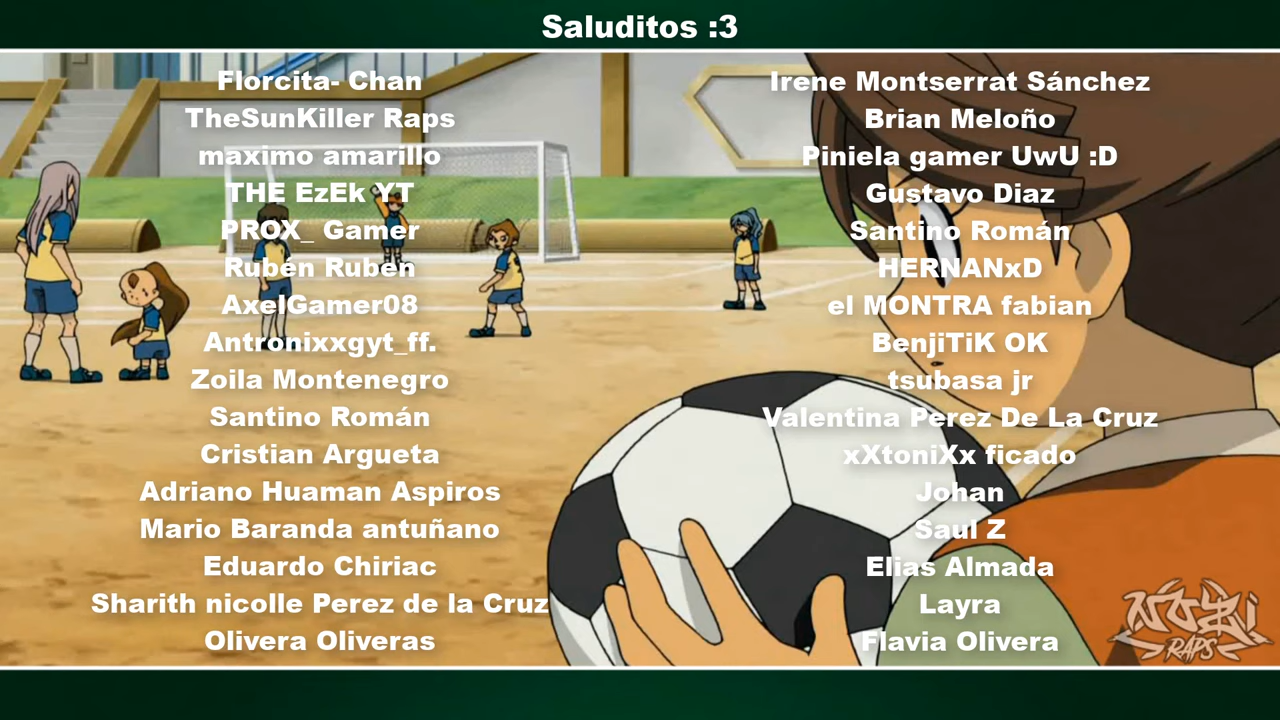 Saluditos :3
Florcita- Chan
TheSunKiller Raps
maximo amarillo
THE EzEk YT
PROX_ Gamer
Rubén Ruben
AxelGamer08
Antronixxgyt_ff.
Zoila Montenegro
Santino Román
Cristian Argueta
Adriano Huaman Aspiros
Mario Baranda antuñano
Eduardo Chiriac
Sharith nicolle Perez de la Cruz
Olivera Oliveras
Irene Montserrat Sánchez
Brian Meloño
Piniela gamer UwU :D
Gustavo Diaz
Santino Román
HERNANxD
el MONTRA fabian
BenjiTiK OK
tsubasa jr
Valentina Perez De La Cruz
xXtoniXx ficado
Johan
Saul Z
Elias Almada
Layra
Flavia Olivera
RAPS